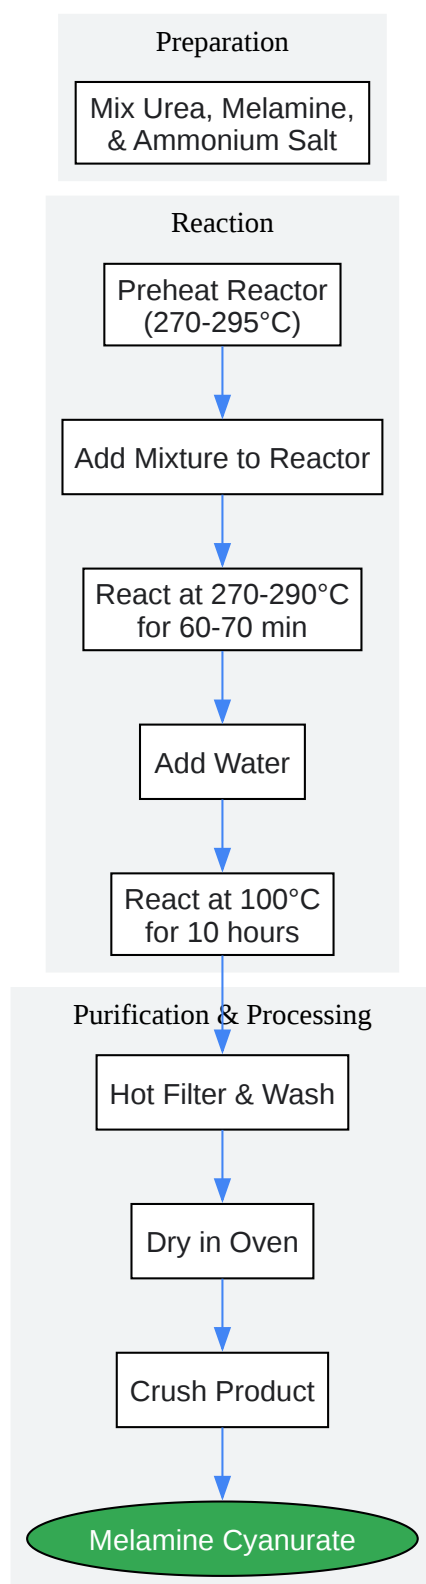 Preparation
Mix Urea, Melamine,
& Ammonium Salt
Reaction
Preheat Reactor
(270-295°C)
Add Mixture to Reactor
React at 270-290°C
for 60-70 min
Add Water
React at 100°C
for 10 hours
Purification & Processing
Hot Filter & Wash
Dry in Oven
Crush Product
Melamine Cyanurate